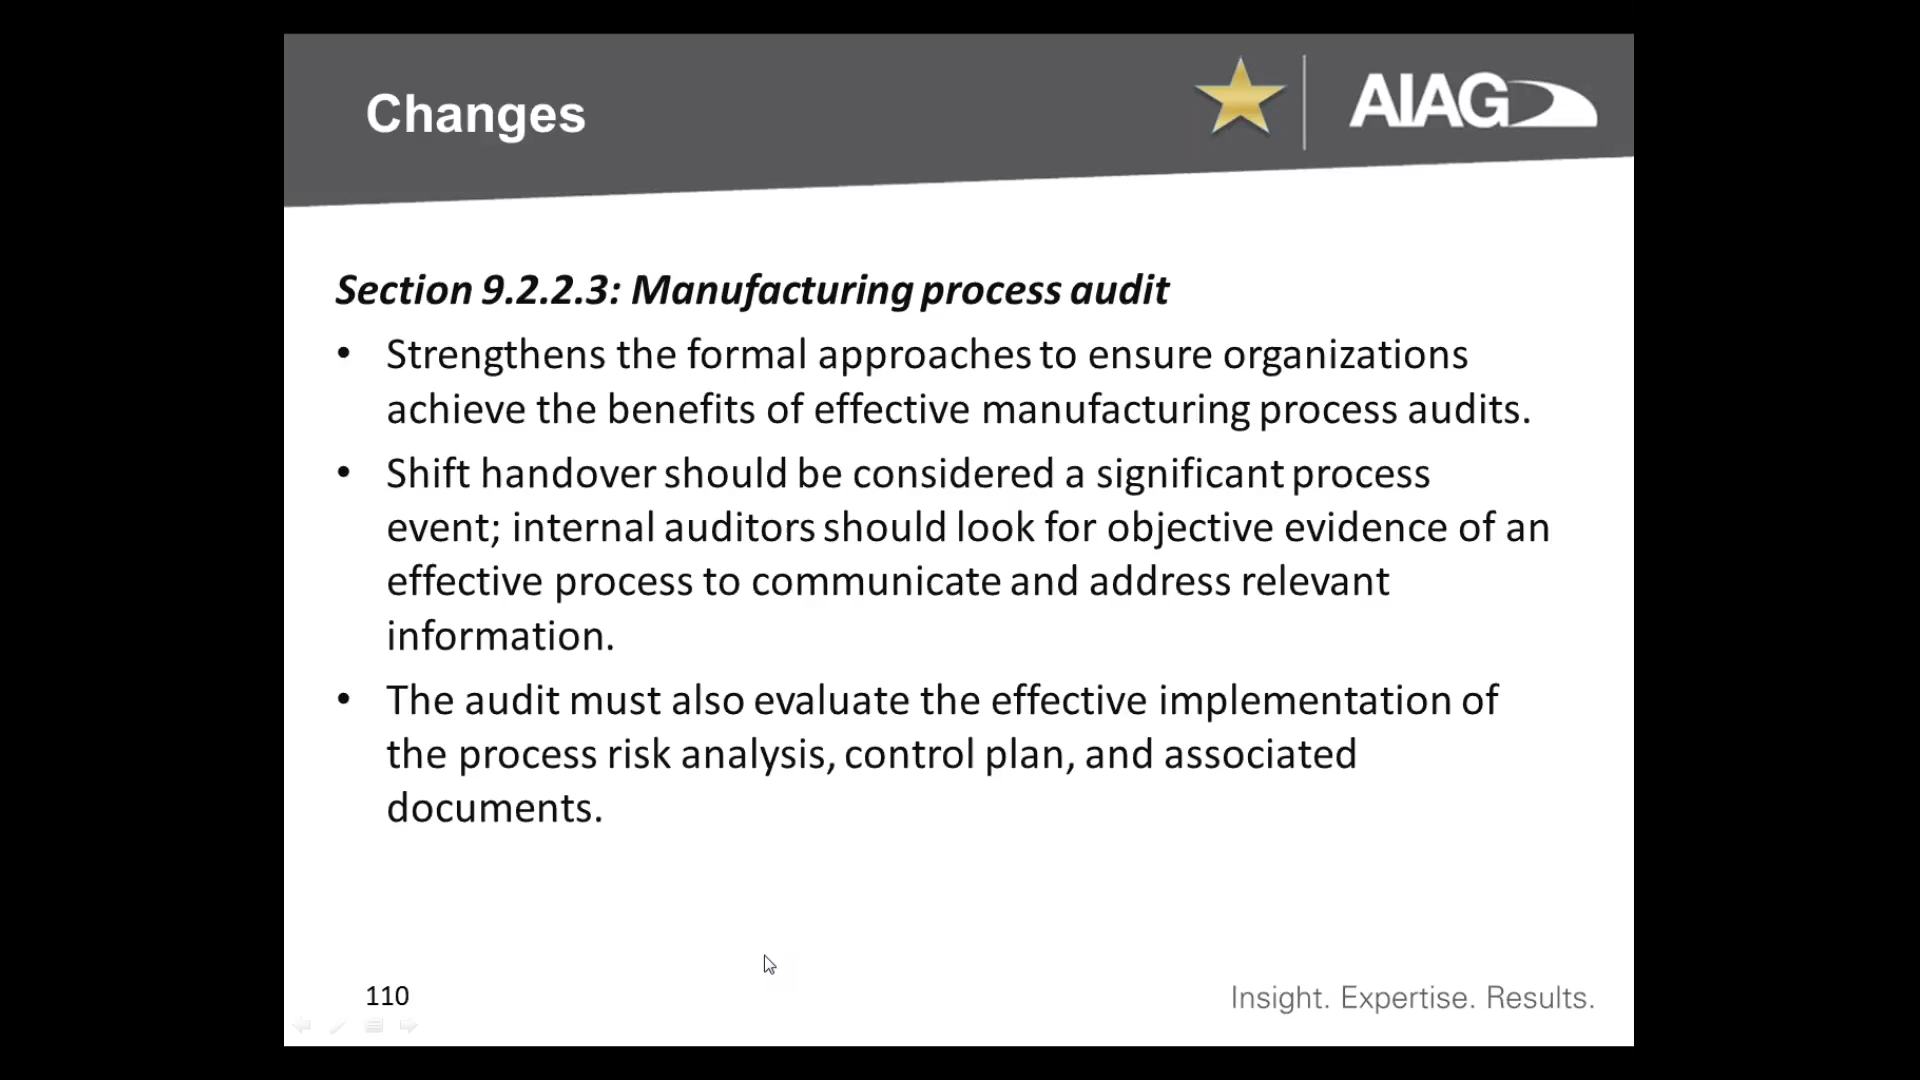 Changes
AIAG
Section 9.2.2.3: Manufacturing process audit
• Strengthens the formal approaches to ensure organizations
achieve the benefits of effective manufacturing process audits.
• Shift handover should be considered a significant process
event; internal auditors should look for objective evidence of an
effective process to communicate and address relevant
information.
• The audit must also evaluate the effective implementation of
the process risk analysis, control plan, and associated
documents.
110
Insight. Expertise. Results.